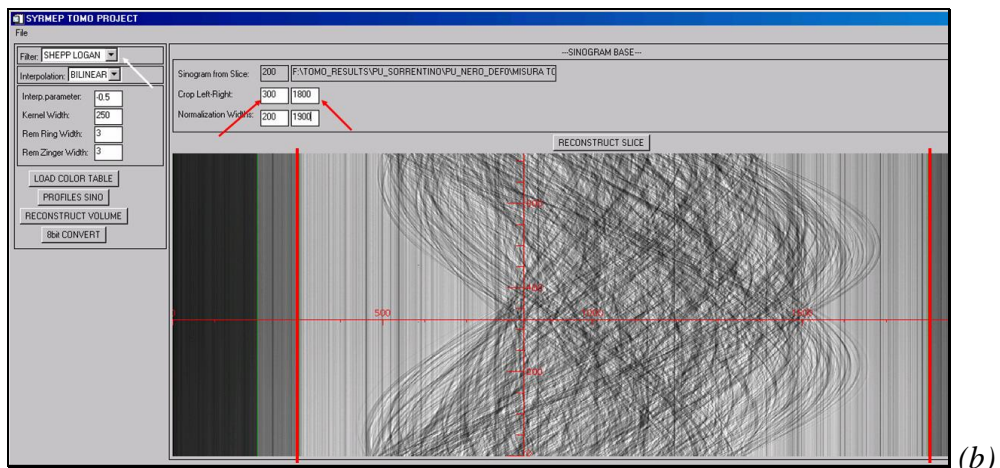 SYRMEP TOMO PROJECT
File
Filter: SHEPP LOGAN
Interpolation: BILINEAR
Interp.parameter: -0.5
Kernel Width: 250
Rem Ring Width: 3
Rem Zinger Width: 3
LOAD COLOR TABLE
PROFILES SINO
RECONSTRUCT VOLUME
8bit CONVERT
---SINOGRAM BASE---
Sinogram from Slice: 200 F:\TOMO_RESULTS\PU_SORRENTINO\PU_NERO_DEF0\MISURA TO
Crop Left-Right: 300 1800
Normalization Widths: 200 1900
RECONSTRUCT SLICE
500
(b)